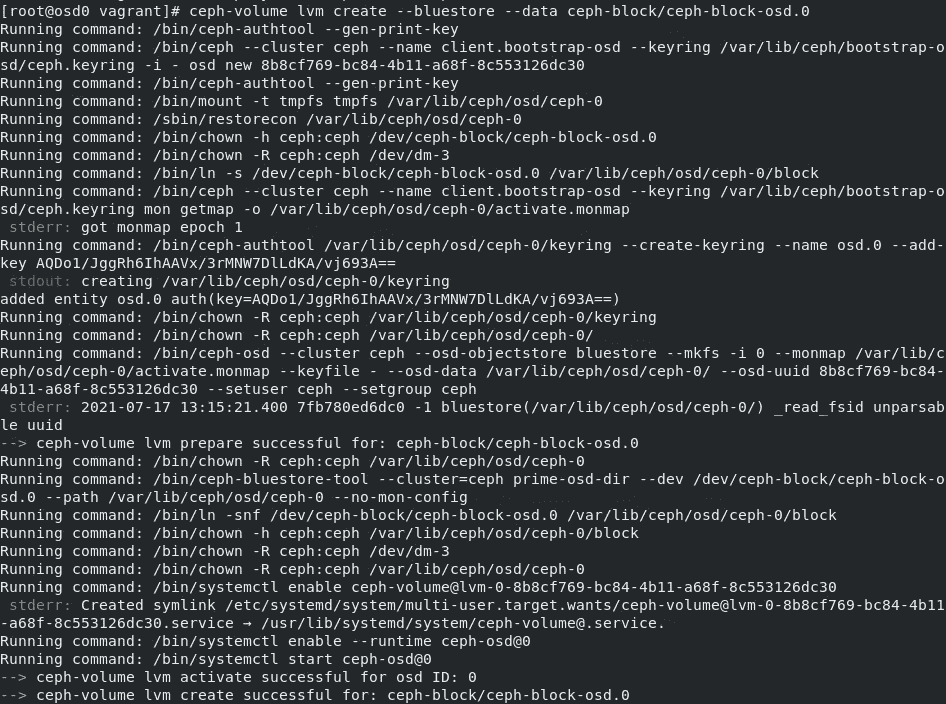 [root@osd0 vagrant]# ceph-volume lvm create --bluestore --data ceph-block/ceph-block-osd.0
Running command: /bin/ceph-authtool --gen-print-key
Running command: /bin/ceph --cluster ceph --name client.bootstrap-osd --keyring /var/lib/ceph/bootstrap-o
sd/ceph.keyring -i - osd new 8b8cf769-bc84-4b11-a68f-8c553126dc30
Running command: /bin/ceph-authtool --gen-print-key
Running command: /bin/mount -t tmpfs tmpfs /var/lib/ceph/osd/ceph-0
Running command: /sbin/restorecon /var/lib/ceph/osd/ceph-0
Running command: /bin/chown -h ceph:ceph /dev/ceph-block/ceph-block-osd.0
Running command: /bin/chown -R ceph:ceph /dev/dm-3
Running command: /bin/ln -s /dev/ceph-block/ceph-block-osd.0 /var/lib/ceph/osd/ceph-0/block
Running command: /bin/ceph --cluster ceph --name client.bootstrap-osd --keyring /var/lib/ceph/bootstrap-o
sd/ceph.keyring mon getmap -o /var/lib/ceph/osd/ceph-0/activate.monmap
 stderr: got monmap epoch 1
Running command: /bin/ceph-authtool /var/lib/ceph/osd/ceph-0/keyring --create-keyring --name osd.0 --add-
key AQDo1/JggRh6IhAAVx/3rMNW7DlLdKA/vj693A==
 stdout: creating /var/lib/ceph/osd/ceph-0/keyring
added entity osd.0 auth(key=AQDo1/JggRh6IhAAVx/3rMNW7DlLdKA/vj693A==)
Running command: /bin/chown -R ceph:ceph /var/lib/ceph/osd/ceph-0/keyring
Running command: /bin/chown -R ceph:ceph /var/lib/ceph/osd/ceph-0/
Running command: /bin/ceph-osd --cluster ceph --osd-objectstore bluestore --mkfs -i 0 --monmap /var/lib/c
eph/osd/ceph-0/activate.monmap --keyfile - --osd-data /var/lib/ceph/osd/ceph-0/ --osd-uuid 8b8cf769-bc84-
4b11-a68f-8c553126dc30 --setuser ceph --setgroup ceph
 stderr: 2021-07-17 13:15:21.400 7fb780ed6dc0 -1 bluestore(/var/lib/ceph/osd/ceph-0/) _read_fsid unparsab
le uuid
--> ceph-volume lvm prepare successful for: ceph-block/ceph-block-osd.0
Running command: /bin/chown -R ceph:ceph /var/lib/ceph/osd/ceph-0
Running command: /bin/ceph-bluestore-tool --cluster=ceph prime-osd-dir --dev /dev/ceph-block/ceph-block-o
sd.0 --path /var/lib/ceph/osd/ceph-0 --no-mon-config
Running command: /bin/ln -snf /dev/ceph-block/ceph-block-osd.0 /var/lib/ceph/osd/ceph-0/block
Running command: /bin/chown -h ceph:ceph /var/lib/ceph/osd/ceph-0/block
Running command: /bin/chown -R ceph:ceph /dev/dm-3
Running command: /bin/chown -R ceph:ceph /var/lib/ceph/osd/ceph-0
Running command: /bin/systemctl enable ceph-volume@lvm-0-8b8cf769-bc84-4b11-a68f-8c553126dc30
 stderr: Created symlink /etc/systemd/system/multi-user.target.wants/ceph-volume@lvm-0-8b8cf769-bc84-4b11
-a68f-8c553126dc30.service → /usr/lib/systemd/system/ceph-volume@.service.
Running command: /bin/systemctl enable --runtime ceph-osd@0
Running command: /bin/systemctl start ceph-osd@0
--> ceph-volume lvm activate successful for osd ID: 0
--> ceph-volume lvm create successful for: ceph-block/ceph-block-osd.0